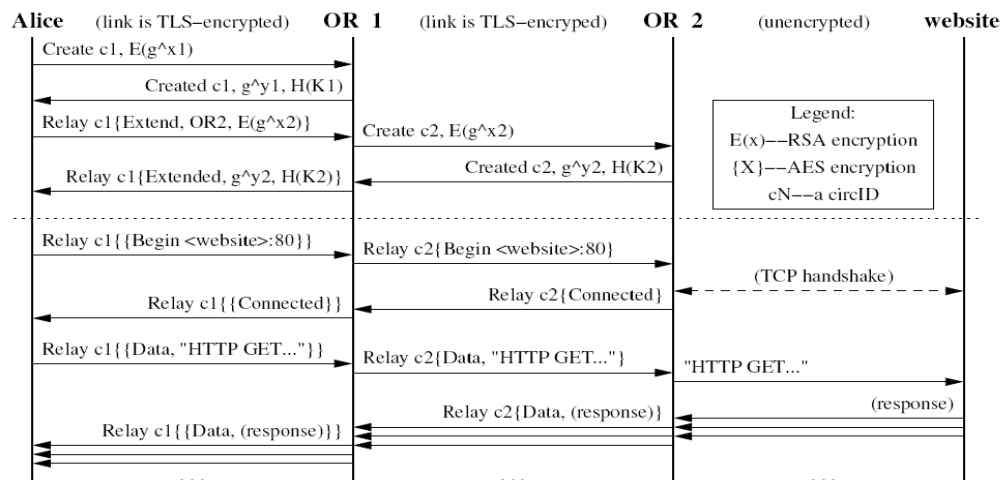 Alice (link is TLS-encrypted) OR 1 (link is TLS-encryped) OR 2 (unencrypted) website
Create c1, E(g^x1)
Created c1, g^y1, H(K1)
Relay c1{Extend, OR2, E(g^x2)}
Create c2, E(g^x2)
Created c2, g^y2, H(K2)
Relay c1{Extended, g^y2, H(K2)}
Legend:
E(x)--RSA encryption
{X}--AES encryption
cN--a circID
Relay c1{{Begin <website>:80}}
Relay c2{Begin <website>:80}
(TCP handshake)
Relay c2{Connected}
Relay c1{{Connected}}
Relay c1{{Data, "HTTP GET..."}}
Relay c2{Data, "HTTP GET..."}
"HTTP GET..."
(response)
Relay c2{Data, (response)}
Relay c1{{Data, (response)}}
... ... ...